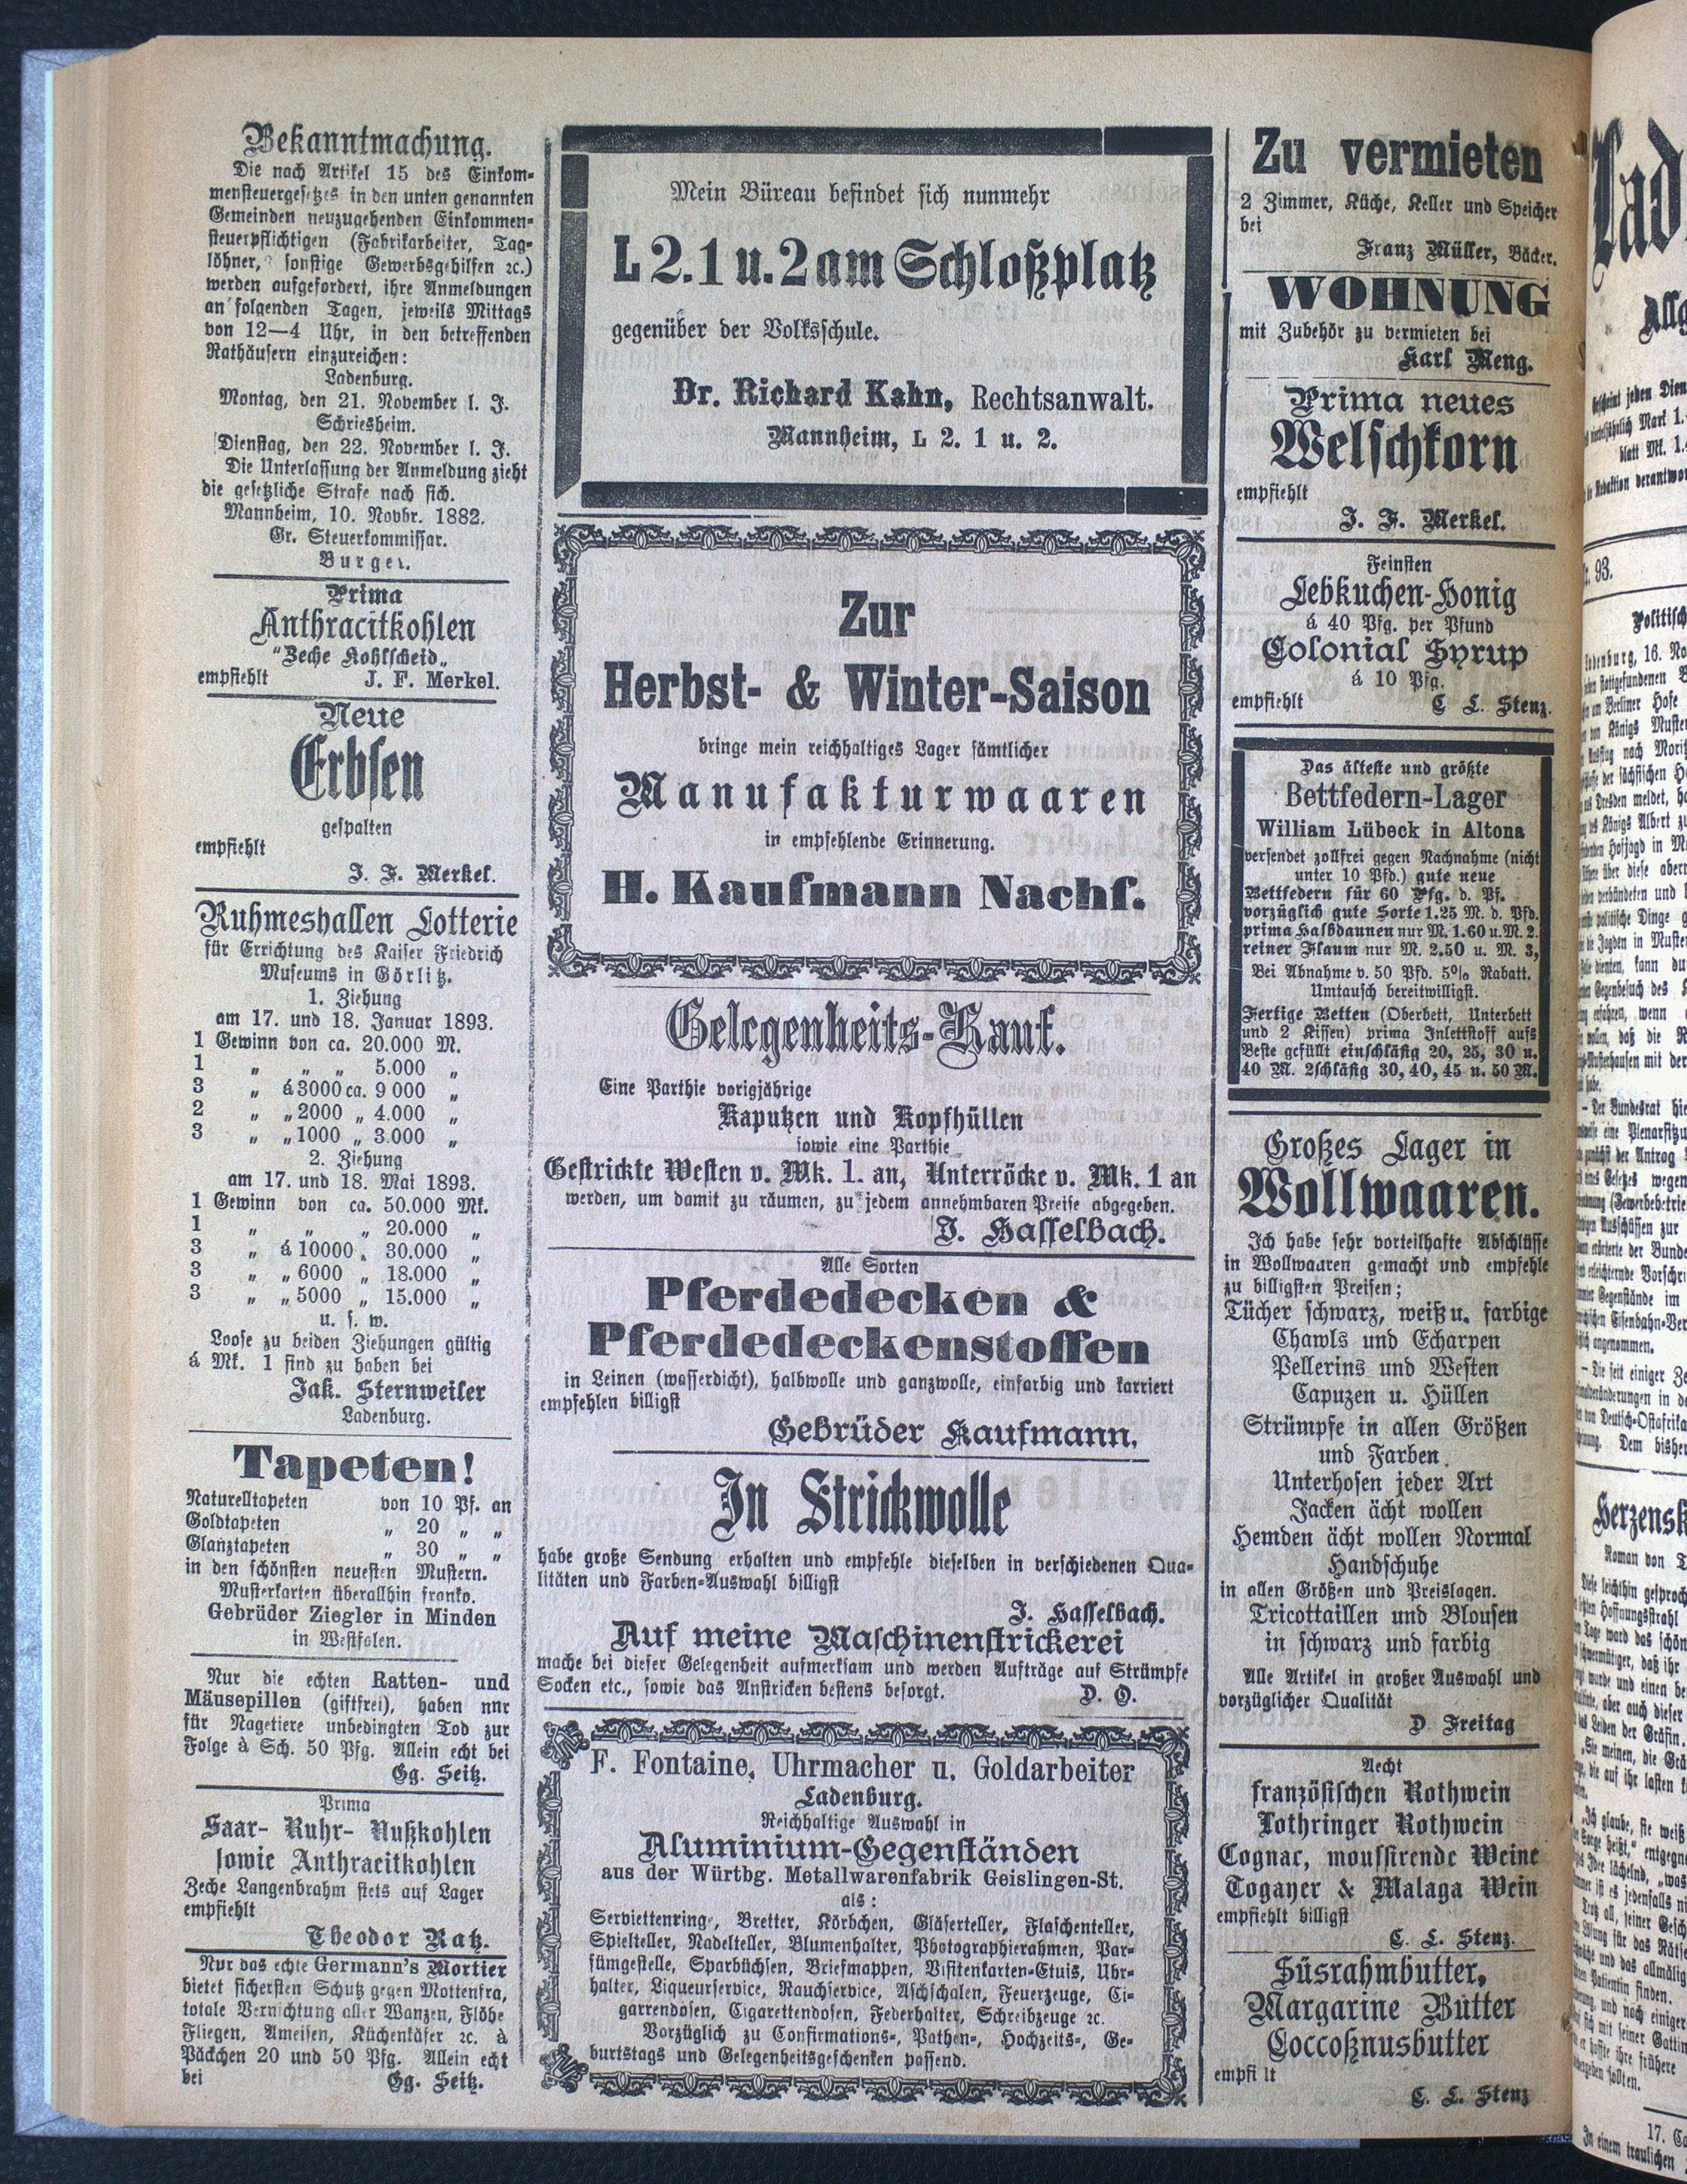 Bekanntmachung.
Die nach Artikel 15 des Einkom-
mensteuergesetzes in den unten genannten
Gemeinden neuzugehenden Einkommen-
steuerpflichtigen (Fabrikarbeiter, Tag-
löhner, sonstige Gewerbsgehilfen ꝛc.)
werden aufgefordert, ihre Anmeldungen
an folgenden Tagen, jeweils Mittags
von 12—4 Uhr, in den betreffenden
Rathäusern einzureichen:
Ladenburg.
Montag, den 21. November l. J.
Schriesheim.
Dienstag, den 22. November l. J.
Die Unterlassung der Anmeldung zieht
die gesetzliche Strafe nach sich.
Mannheim, 10. Novbr. 1882.
Gr. Steuerkommissar.
Burger.
Prima
Anthracitkohlen
"Zeche Kohlscheid„
empfiehlt J. F. Merkel.
Neue
Erbsen
gespalten
empfiehlt
J. F. Merkel.
Ruhmeshallen Lotterie
für Errichtung des Kaiser Friedrich
Museums in Görlitz.
1. Ziehung
am 17. und 18. Januar 1893.
1 Gewinn von ca. 20.000 M.
1 „ „ „ 5.000 „
3 „ á 3000 ca. 9 000 „
2 „ „ 2000 „ 4.000 „
3 „ „ 1000 „ 3.000 „
2. Ziehung
am 17. und 18. Mai 1893.
1 Gewinn von ca. 50.000 Mk.
1 „ „ „ 20.000 „
3 „ á 10000 „ 30.000 „
3 „ „ 6000 „ 18.000 „
3 „ „ 5000 „ 15.000 „
u. s. w.
Loose zu beiden Ziehungen gültig
á Mk. 1 sind zu haben bei
Jak. Sternweiler
Ladenburg.
Tapeten!
Naturelltapeten von 10 Pf. an
Goldtapeten „ 20 „ „
Glanztapeten „ 30 „ „
in den schönsten neuesten Mustern.
Musterkarten überallhin franko.
Gebrüder Ziegler in Minden
in Westfalen.
Nur die echten Ratten- und
Mäusepillen (giftfrei), haben nnr
für Nagetiere unbedingten Tod zur
Folge à Sch. 50 Pfg. Allein echt bei
Gg. Seitz.
Prima
Saar- Ruhr- Nußkohlen
sowie Anthracitkohlen
Zeche Langenbrahm stets auf Lager
empfiehlt
Theodor Ratz.
Nur das echte Germann's Mortier
bietet sichersten Schutz gegen Mottenfra,
totale Vernichtung aller Wanzen, Flöhe
Fliegen, Ameisen, Küchenkäfer ꝛc. à
Päckchen 20 und 50 Pfg. Allein echt
bei Gg. Seitz.
Mein Büreau befindet sich nunmehr
L 2. 1 u. 2 am Schloßplatz
gegenüber der Volksschule.
Dr. Richard Kahn, Rechtsanwalt.
Mannheim, L 2. 1 u. 2.
Zur
Herbst- & Winter-Saison
bringe mein reichhaltiges Lager sämtlicher
Manufakturwaaren
in empfehlende Erinnerung.
H. Kaufmann Nachf.
Gelegenheits-Kauf.
Eine Parthie vorigjährige
Kaputzen und Kopfhüllen
sowie eine Parthie
Gestrickte Westen v. Mk. 1. an, Unterröcke v. Mk. 1 an
werden, um damit zu räumen, zu jedem annehmbaren Preise abgegeben.
J. Hasselbach.
Alle Sorten
Pferdedecken &
Pferdedeckenstoffen
in Leinen (wasserdicht), halbwolle und ganzwolle, einfarbig und karriert
empfehlen billigst
Gebrüder Kaufmann.
In Strickwolle
habe große Sendung erhalten und empfehle dieselben in verschiedenen Qua-
litäten und Farben-Auswahl billigst
J. Hasselbach.
Auf meine Maschinenstrickerei
mache bei dieser Gelegenheit aufmerksam und werden Aufträge auf Strümpfe
Socken etc., sowie das Anstricken bestens besorgt. D. O.
F. Fontaine, Uhrmacher u. Goldarbeiter
Ladenburg.
Reichhaltige Auswahl in
Aluminium-Gegenständen
aus der Würtbg. Metallwarenfabrik Geislingen-St.
als:
Serviettenringe, Bretter, Körbchen, Gläserteller, Flaschenteller,
Spielteller, Nadelteller, Blumenhalter, Photographierahmen, Par-
fümgestelle, Sparbüchsen, Briefmappen, Visitenkarten-Etuis, Uhr-
halter, Liqueurservice, Rauchservice, Aschschalen, Feuerzeuge, Ci-
garrendosen, Cigarettendosen, Federhalter, Schreibzeuge ꝛc.
Vorzüglich zu Confirmations-, Pathen-, Hochzeits-, Ge-
burtstags und Gelegenheitsgeschenken passend.
Zu vermieten
2 Zimmer, Küche, Keller und Speicher
bei
Franz Müller, Bäcker.
WOHNUNG
mit Zubehör zu vermieten bei
Karl Meng.
Prima neues
Welschkorn
empfiehlt
J. F. Merkel.
Feinsten
Lebkuchen-Honig
á 40 Pfg. per Pfund
Colonial Syrup
á 10 Pfg.
empfiehlt C. L. Stenz.
Das älteste und größte
Bettfedern-Lager
William Lübeck in Altona
versendet zollfrei gegen Nachnahme (nicht
unter 10 Pfd.) gute neue
Bettfedern für 60 Pfg. d. Pf.
vorzüglich gute Sorte 1.25 M. d. Pfd.
prima Halbdaunen nur M. 1.60 u. M. 2.
reiner Flaum nur M. 2.50 u. M. 3,
Bei Abnahme v. 50 Pfd. 5% Rabatt.
Umtausch bereitwilligst.
Fertige Betten (Oberbett, Unterbett
und 2 Kissen) prima Inlettstoff aufs
Beste gefüllt einschläfig 20, 25, 30 u.
40 M. 2schläfig 30, 40, 45 u. 50 M.
Großes Lager in
Wollwaaren.
Ich habe sehr vorteilhafte Abschlüsse
in Wollwaaren gemacht und empfehle
zu billigsten Preisen;
Tücher schwarz, weiß u. farbige
Chawls und Echarpen
Pellerins und Westen
Capuzen u. Hüllen
Strümpfe in allen Größen
und Farben
Unterhosen jeder Art
Jacken ächt wollen
Hemden ächt wollen Normal
Handschuhe
in allen Größen und Preislagen.
Tricottaillen und Blousen
in schwarz und farbig
Alle Artikel in großer Auswahl und
vorzüglicher Qualität
D. Freitag
Aecht
französischen Rothwein
Lothringer Rothwein
Cognac, moussirende Weine
Togayer & Malaga Wein
empfiehlt billigst
C. L. Stenz.
Süsrahmbutter,
Margarine Butter
Coccoßnusbutter
empfi lt
C. L. Stenz